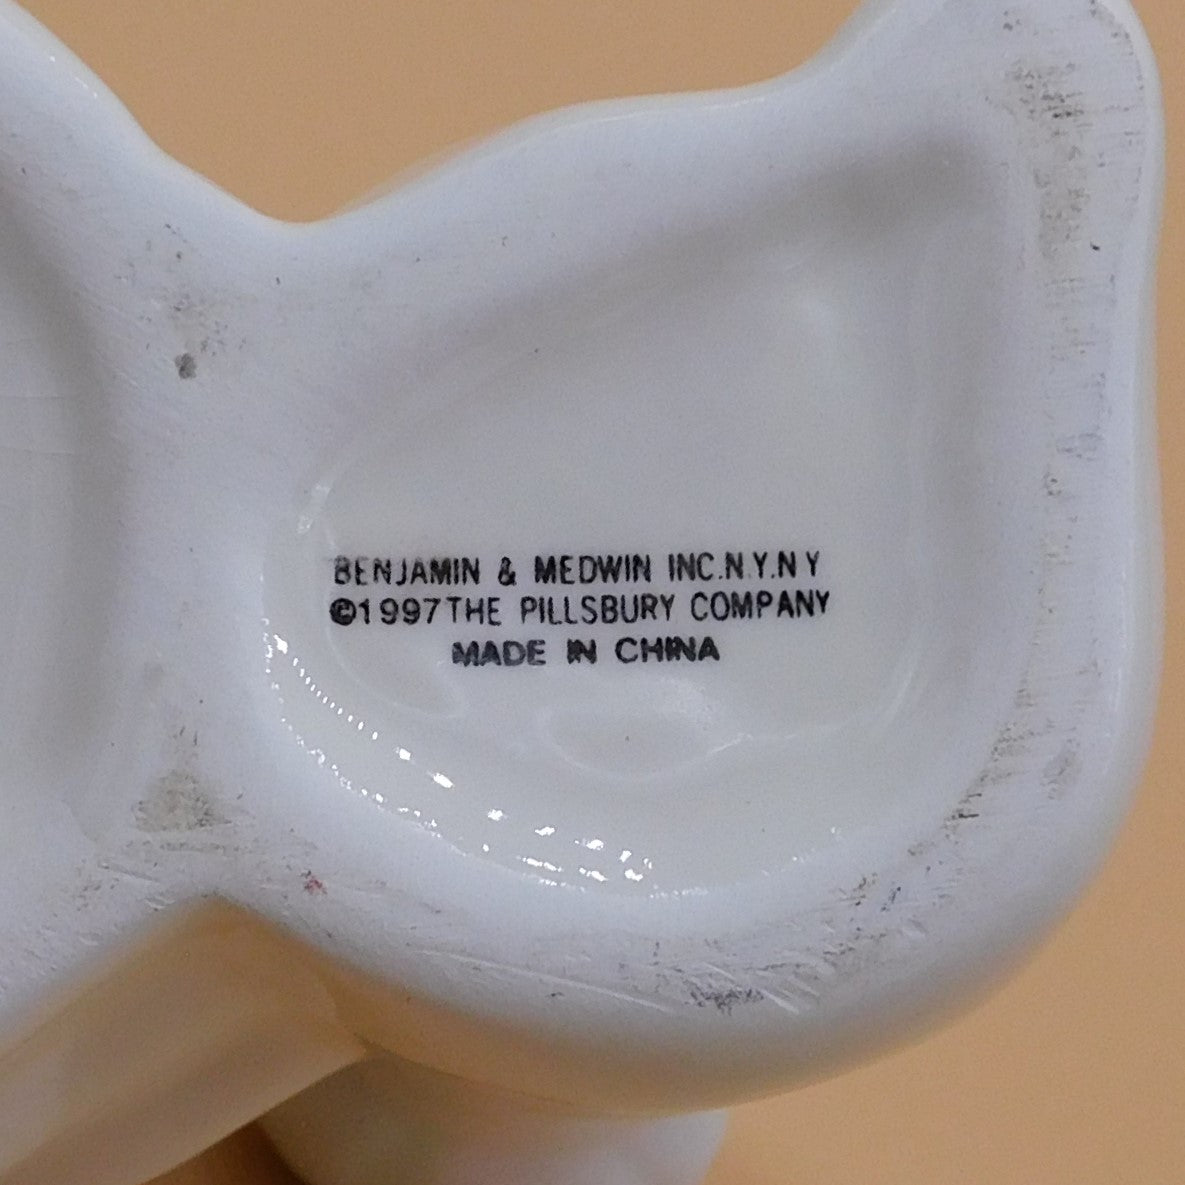 BENJAMIN & MEDWIN INC.N.Y.N Y
©1997 THE PILLSBURY COMPANY
MADE IN CHINA